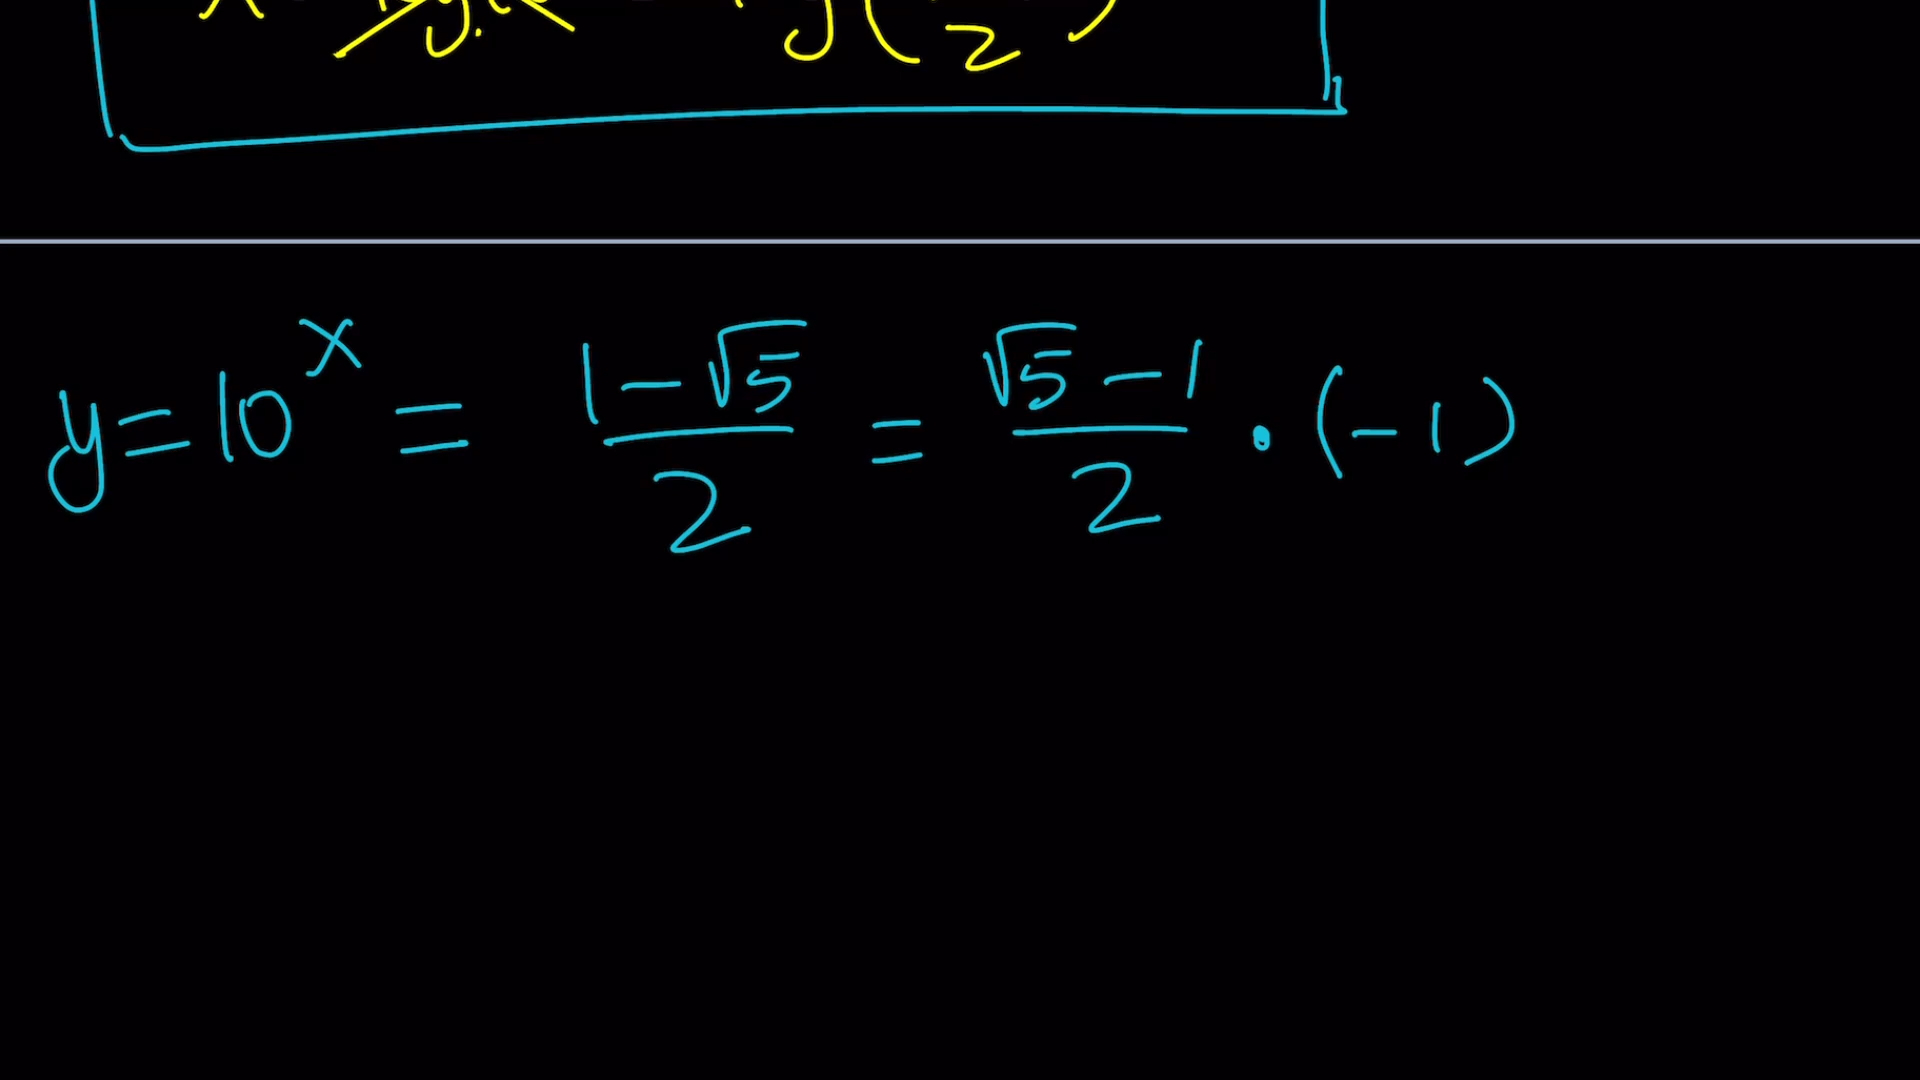 y = 10^x = (1 - √5)/2 = (√5 - 1)/2 • (-1)